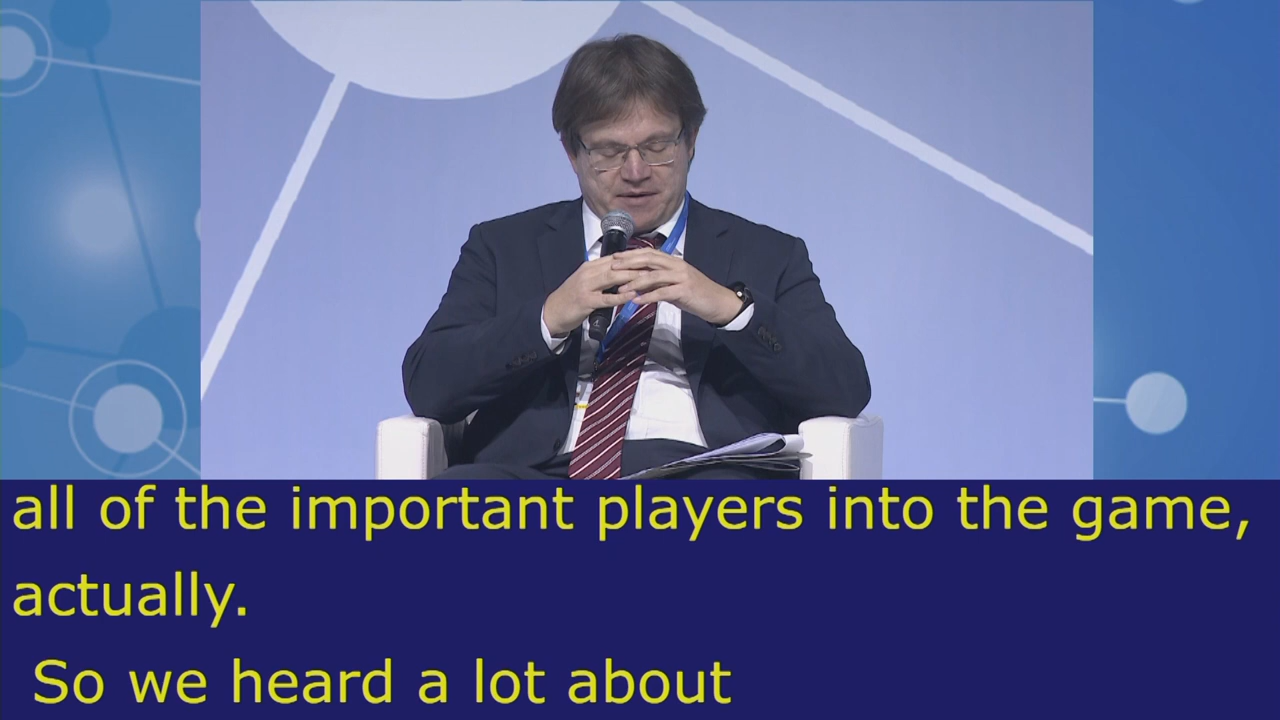 all of the important players into the game,
actually.
So we heard a lot about